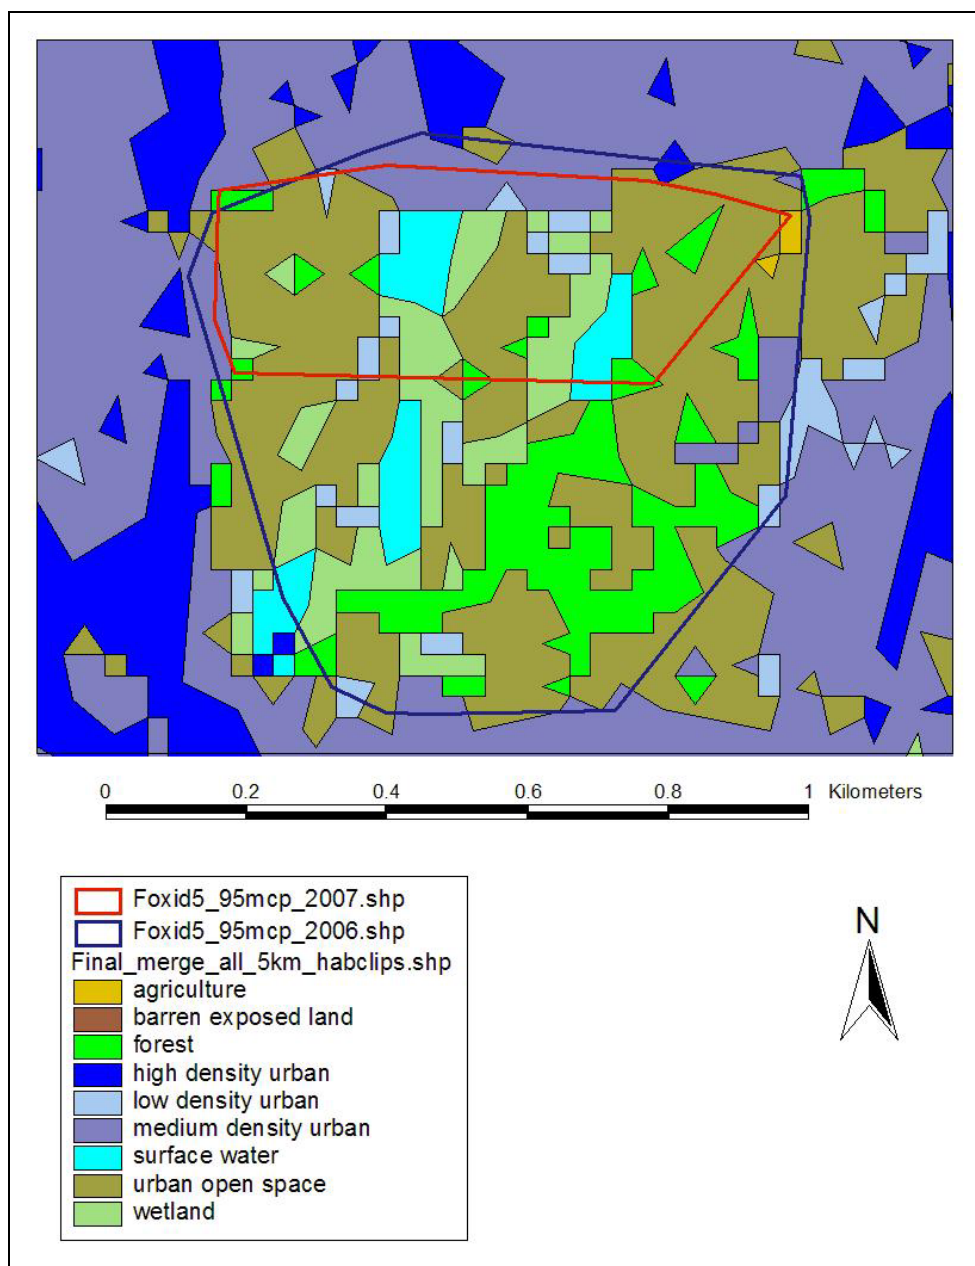 0 0.2 0.4 0.6 0.8 1 Kilometers
Foxid5_95mcp_2007.shp
Foxid5_95mcp_2006.shp
Final_merge_all_5km_habclips.shp
agriculture
barren exposed land
forest
high density urban
low density urban
medium density urban
surface water
urban open space
wetland
N